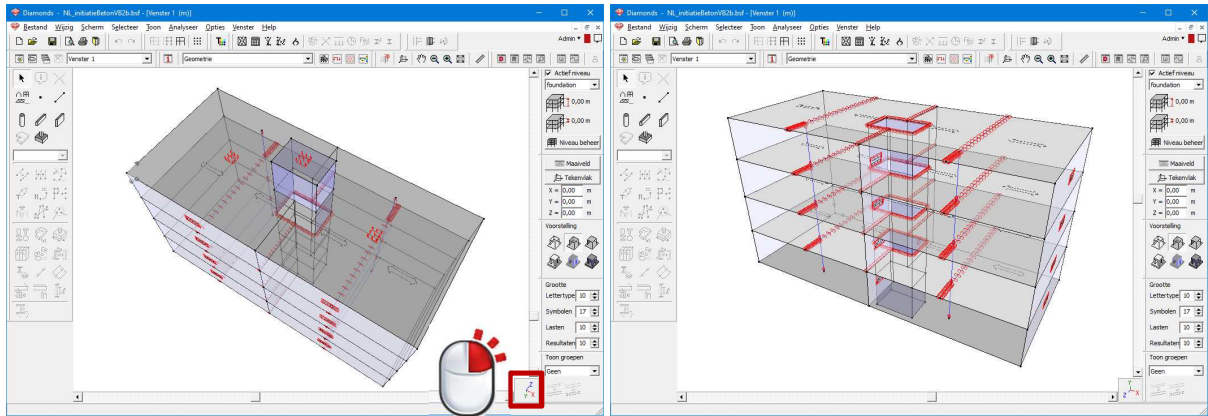 Diamonds - NL_initiatieBetonVB2b.bsf - [Venster 1 (m)]
Bestand Wijzig Scherm Selecteer Opties Toon Analyseer Opties Venster Help
Admin
Venster 1
Geometrie
Actief niveau
foundation
0,00 m
0,00 m
Niveau beheer
Maaiveld
Tekenvlak
X = 0,00 m
Y = 0,00 m
Z = 0,00 m
Voorstelling
Grootte
Lettertype 10
Symbolen 17
Lasten 10
Resultaten 10
Toon groepen
Geen
Z
Y X
Diamonds - NL_initiatieBetonVB2b.bsf - [Venster 1 (m)]
Bestand Wijzig Scherm Selecteer Toon Analyseer Opties Venster Help
Admin
Venster 1
Geometrie
Actief niveau
foundation
0,00 m
0,00 m
Niveau beheer
Maaiveld
Tekenvlak
X = 0,00 m
Y = 0,00 m
Z = 0,00 m
Voorstelling
Grootte
Lettertype 10
Symbolen 17
Lasten 10
Resultaten 10
Toon groepen
Geen
Y
Z X